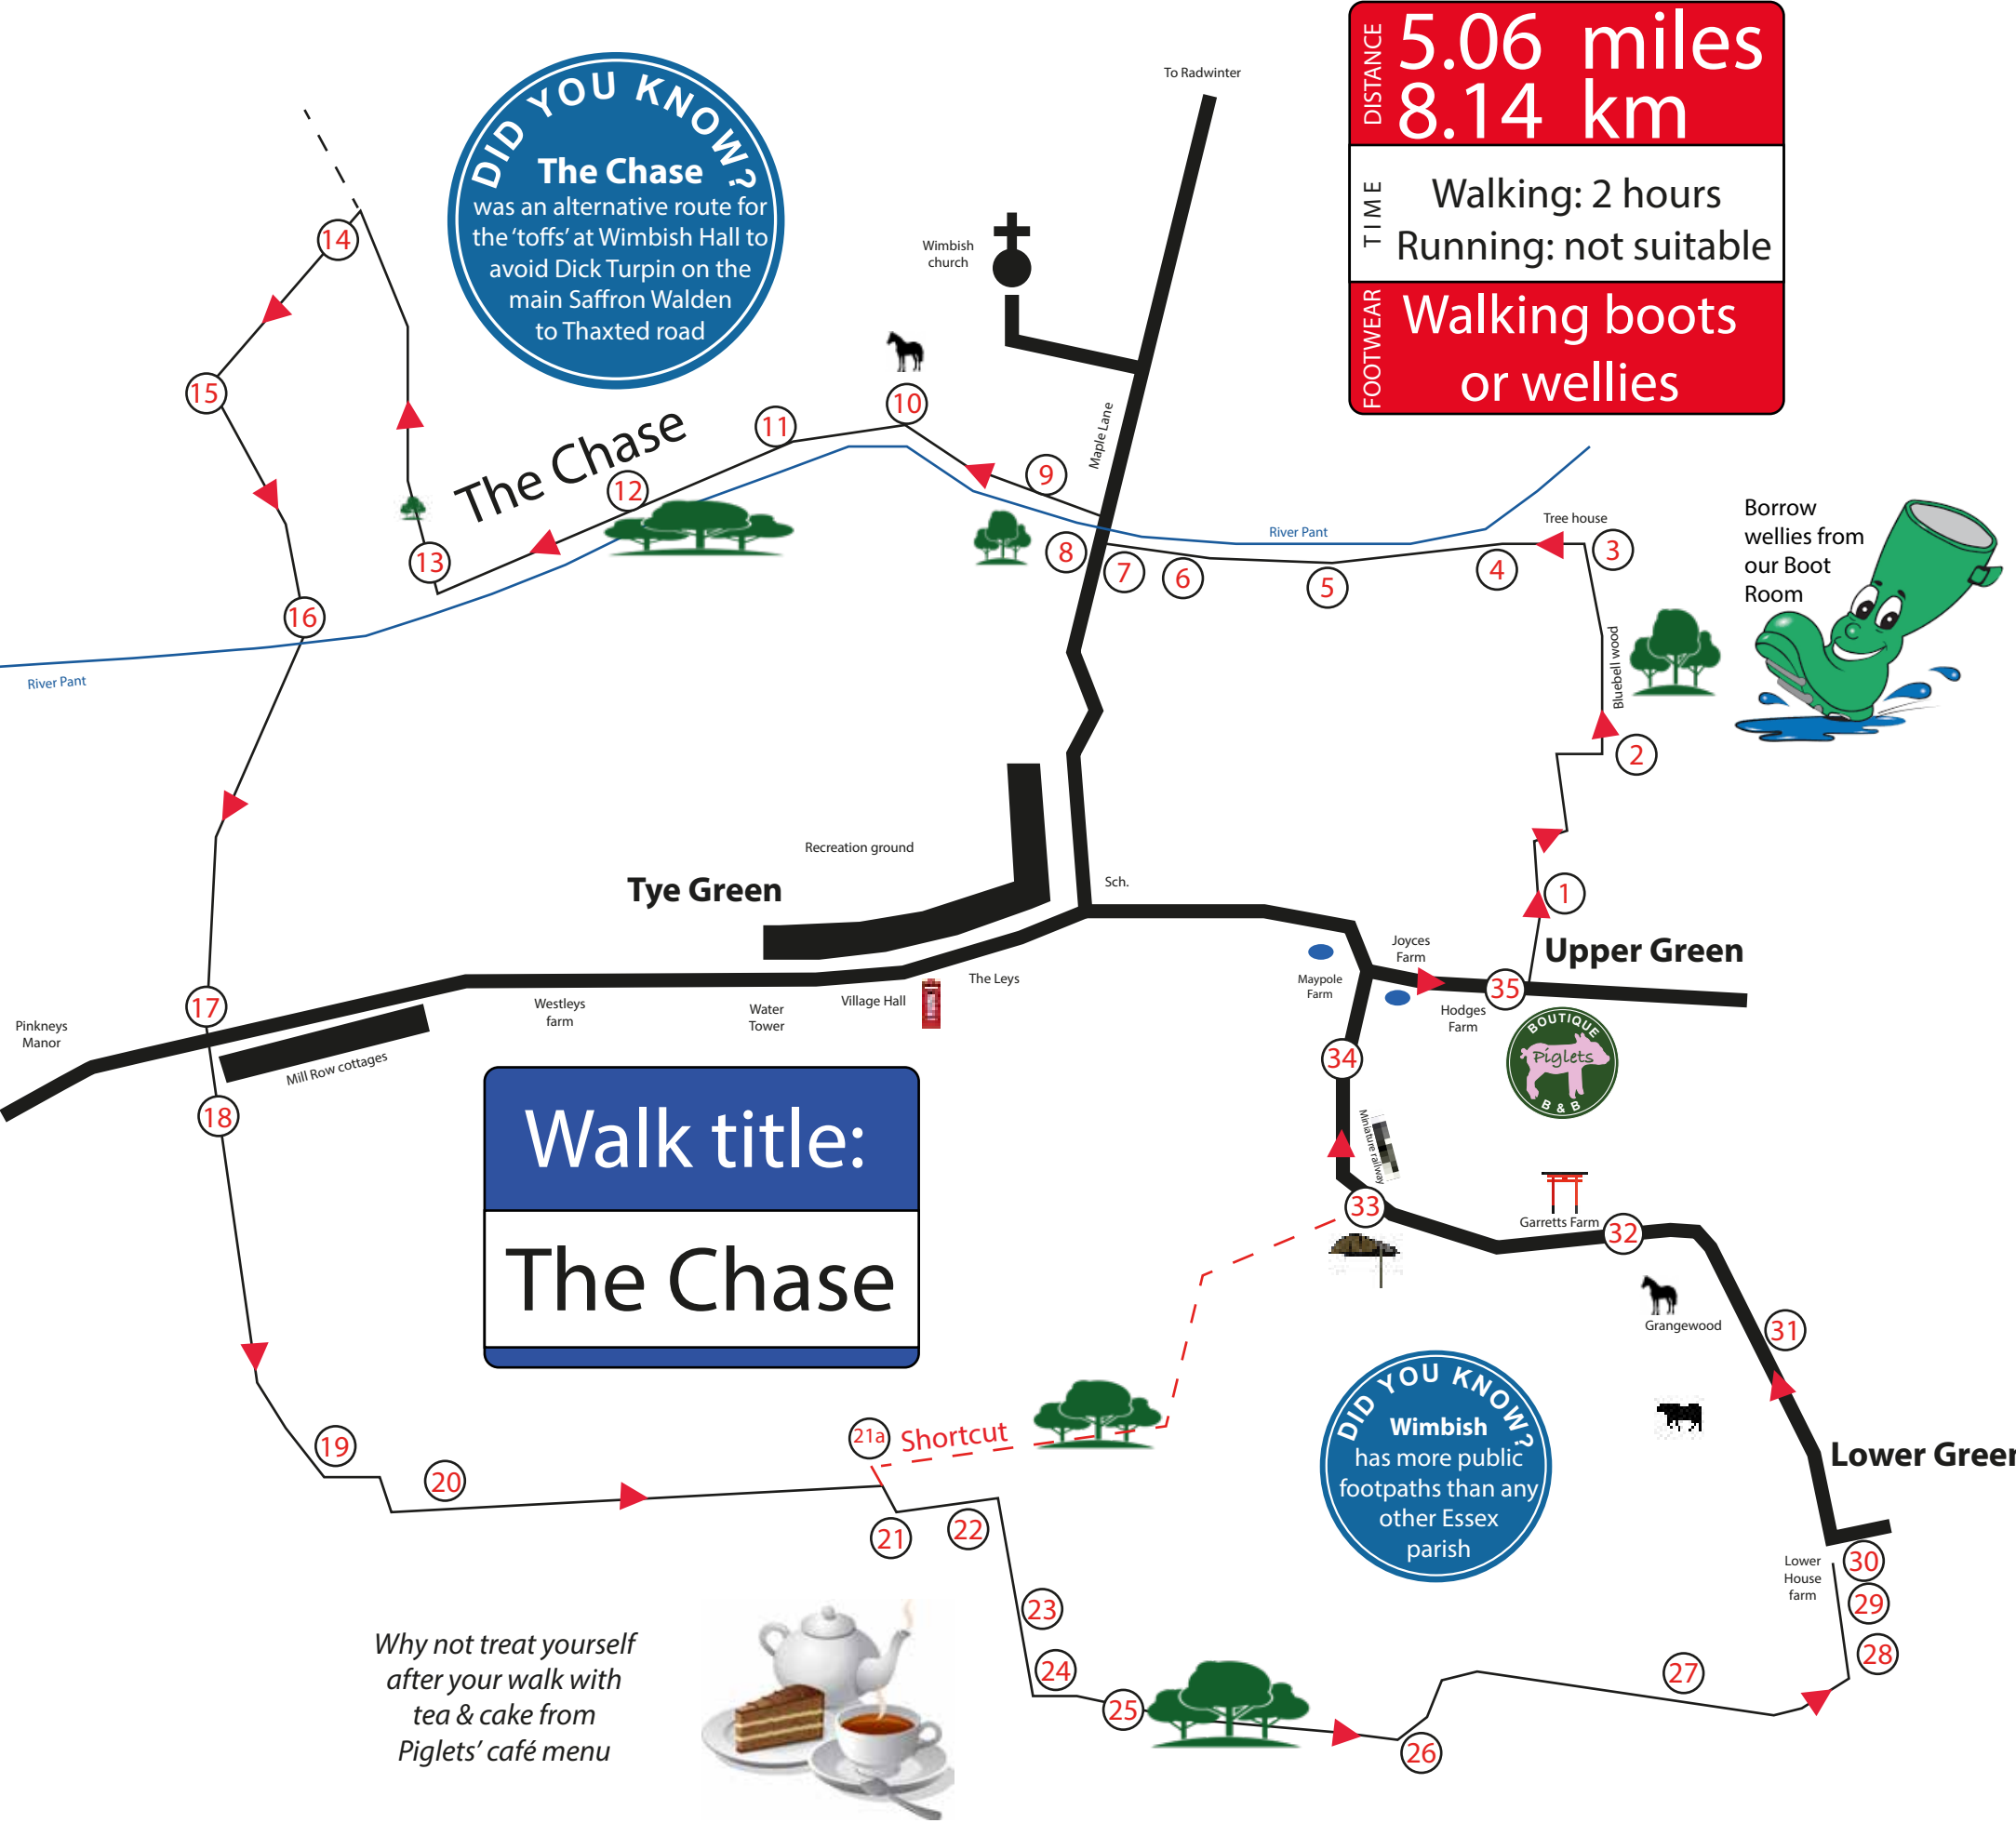 To Radwinter
DISTANCE
5.06 miles
8.14 km
TIME
Walking: 2 hours
Running: not suitable
FOOTWEAR
Walking boots
or wellies
DID YOU KNOW?
The Chase
was an alternative route for
the ‘toffs’ at Wimbish Hall to
avoid Dick Turpin on the
main Saffron Walden
to Thaxted road
Wimbish
church
Maple Lane
14
15
10
11
9
12
The Chase
13
8
7
6
5
4
3
Tree house
River Pant
Borrow
wellies from
our Boot
Room
Bluebell wood
16
River Pant
2
Recreation ground
Tye Green
Sch.
1
Upper Green
Joyces
Farm
Maypole
Farm
35
Hodges
Farm
BOUTIQUE
Piglets
B & B
17
Pinkneys
Manor
Westleys
farm
Water
Tower
Village Hall
The Leys
Mill Row cottages
18
34
Miniature railway
33
Garretts Farm
32
Grangewood
31
Walk title:
The Chase
DID YOU KNOW?
Wimbish
has more public
footpaths than any
other Essex
parish
Lower Green
19
20
21a
Shortcut
21
22
23
24
25
26
27
28
29
30
Lower
House
farm
Why not treat yourself
after your walk with
tea & cake from
Piglets’ café menu